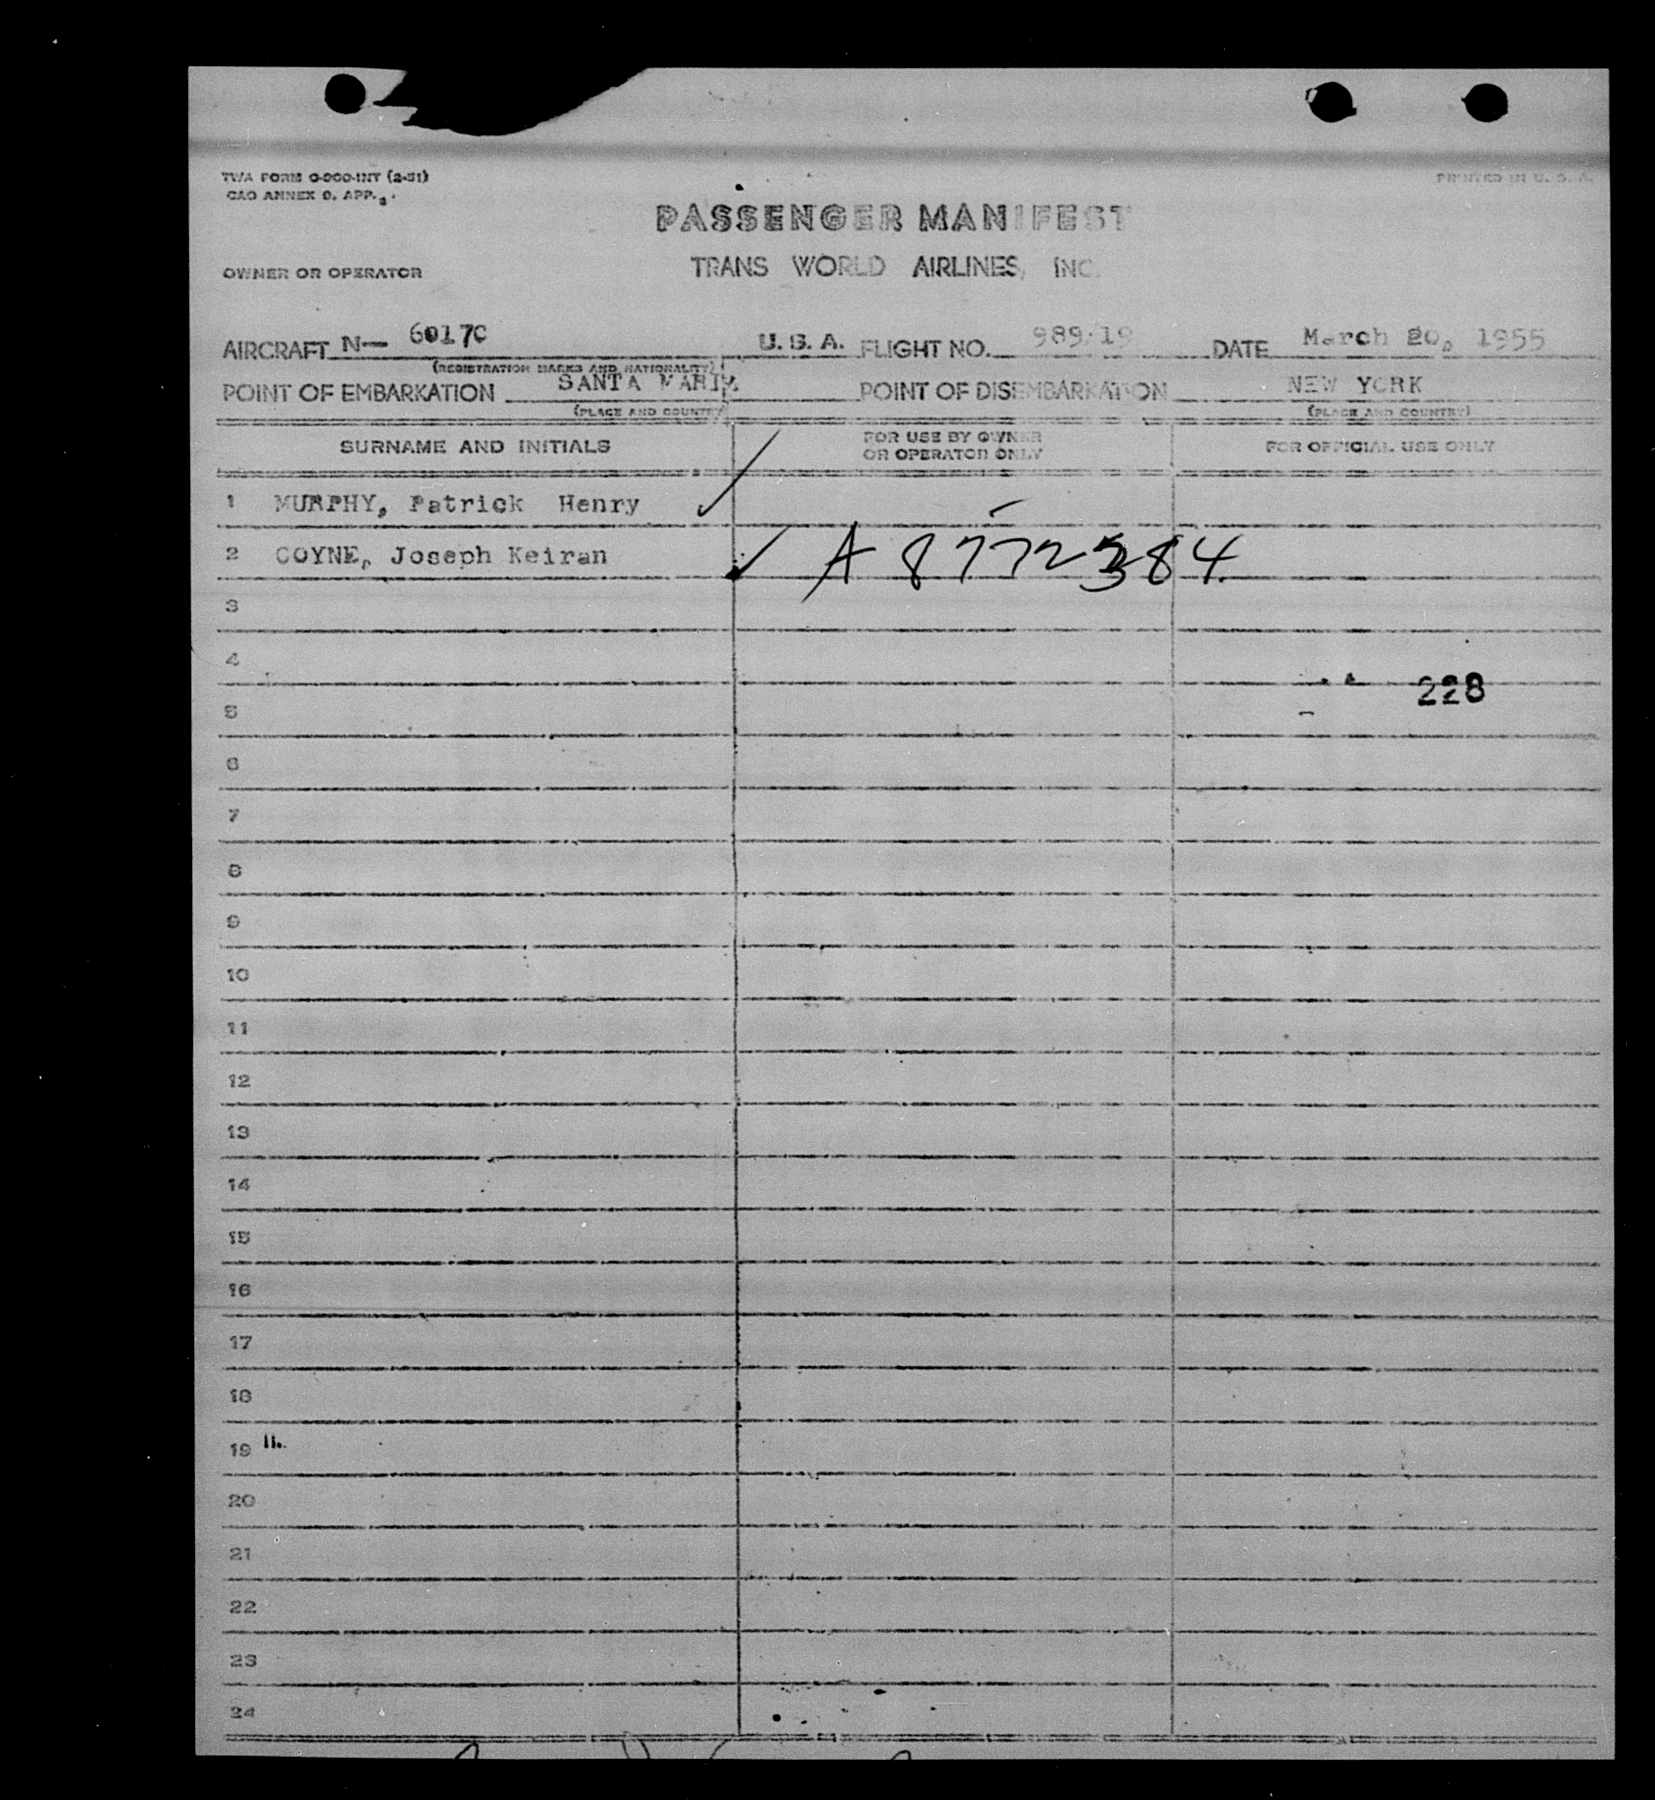 TWA FORM O-OOO-INT (2-51)
PRINTED IN U. S. A.
CAO ANNEX 9, APP.
PASSENGER MANIFEST
OWNER OR OPERATOR
TRANS WORLD AIRLINES, INC.
AIRCRAFT N— 6017C U. S. A. FLIGHT NO. 989/19 DATE March 20, 1955
(REGISTRATION MARKS AND NATIONALITY)
POINT OF EMBARKATION SANTA MARIA POINT OF DISEMBARKATION NEW YORK
(PLACE AND COUNTRY) (PLACE AND COUNTRY)
SURNAME AND INITIALS FOR USE BY OWNER OR OPERATOR ONLY FOR OFFICIAL USE ONLY
1 MURPHY, Patrick Henry
2 COYNE, Joseph Keiran A 8772384
3
4
228
5
6
7
8
9
10
11
12
13
14
15
16
17
18
19
20
21
22
23
24